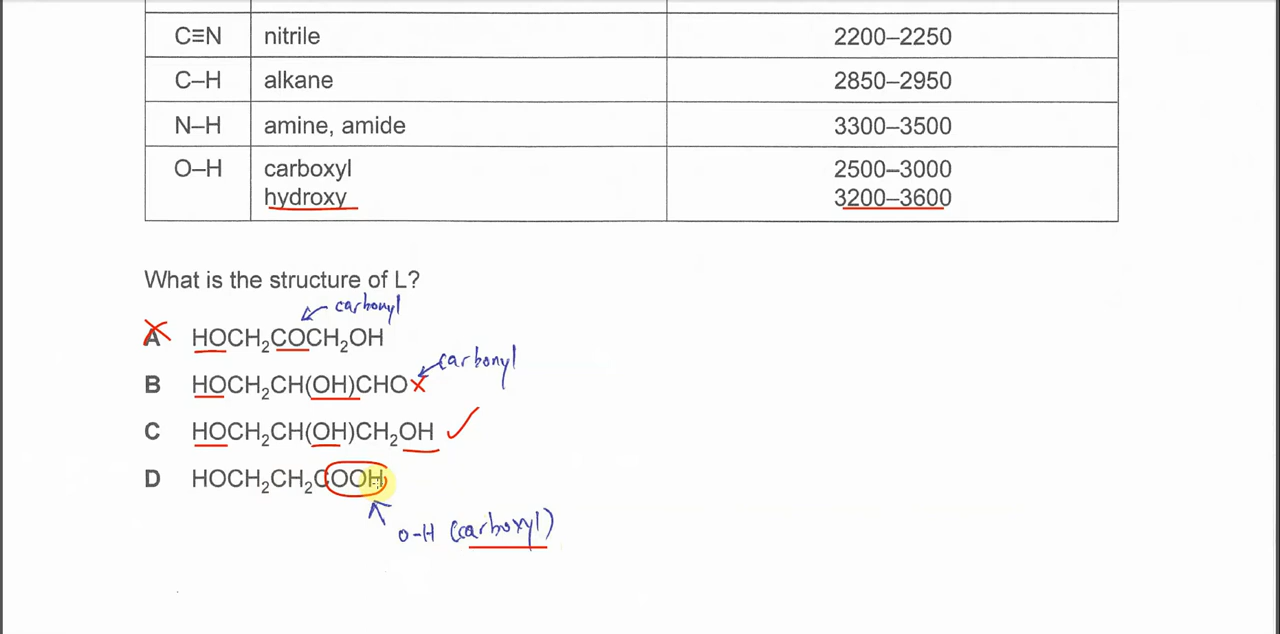 C≡N nitrile 2200–2250
C–H alkane 2850–2950
N–H amine, amide 3300–3500
O–H carboxyl 2500–3000
hydroxy 3200–3600
What is the structure of L?
carbonyl
A HOCH₂COCH₂OH
carbonyl
B HOCH₂CH(OH)CHO
C HOCH₂CH(OH)CH₂OH
D HOCH₂CH₂COOH
O-H (carboxyl)